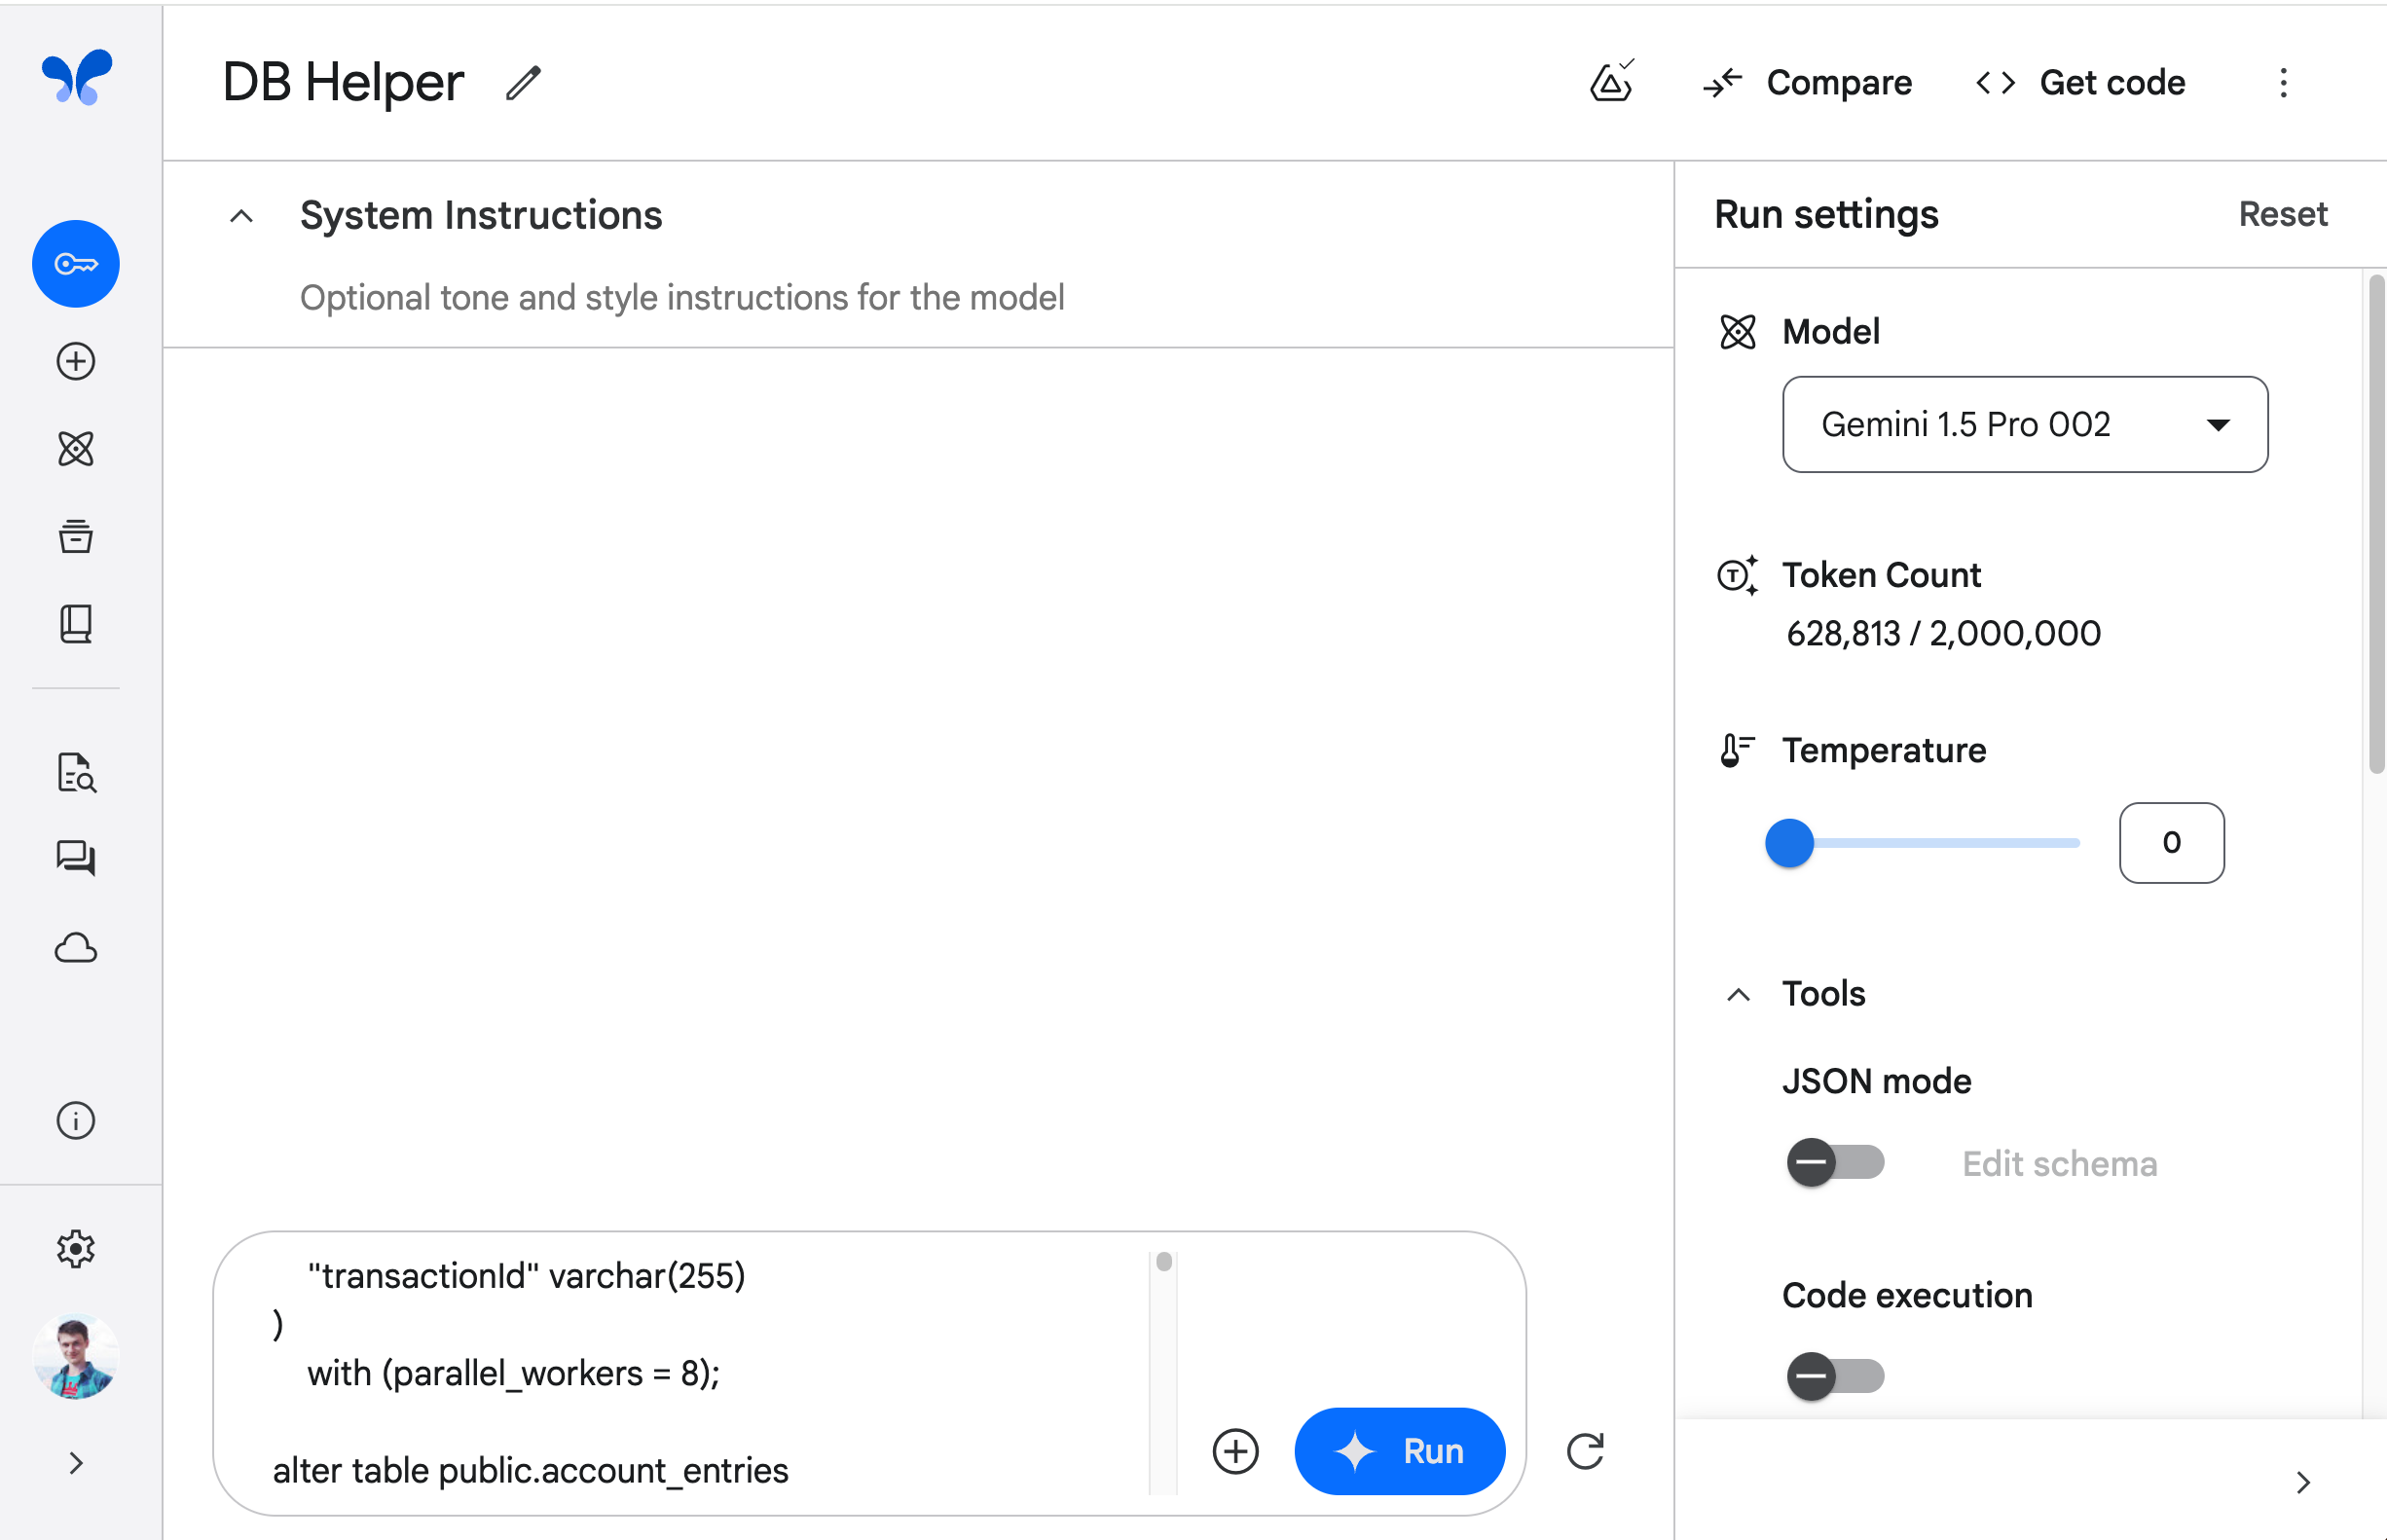 DB Helper
Compare
Get code
System Instructions
Optional tone and style instructions for the model
Run settings
Reset
Model
Gemini 1.5 Pro 002
Token Count
628,813 / 2,000,000
Temperature
0
Tools
JSON mode
Edit schema
Code execution
"transactionId" varchar(255)
)
with (parallel_workers = 8);
alter table public.account_entries
Run